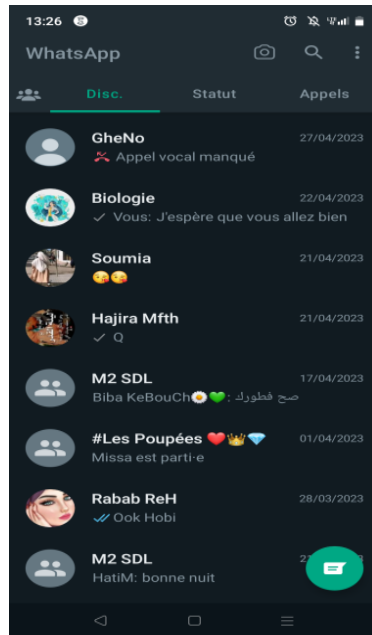 13:26
WhatsApp
Disc. Statut Appels
GheNo 27/04/2023
Appel vocal manqué
Biologie 22/04/2023
✓ Vous: J'espère que vous allez bien
Soumia 21/04/2023
😘😘
Hajira Mfth 21/04/2023
✓ Q
M2 SDL 17/04/2023
Biba KeBouCh🌼💚: صح فطورك
#Les Poupées ❤️👑💎 01/04/2023
Missa est parti·e
Rabab ReH 28/03/2023
✓✓ Ook Hobi
M2 SDL
HatiM: bonne nuit